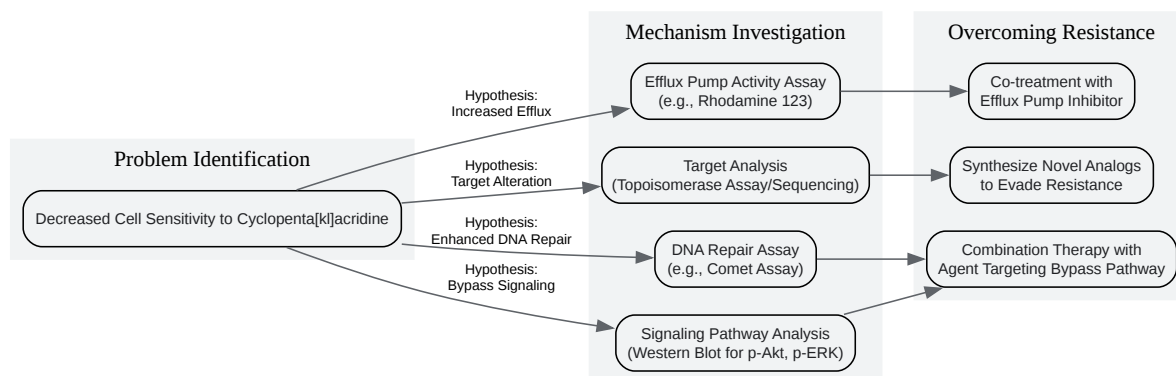 Mechanism Investigation
Overcoming Resistance
Efflux Pump Activity Assay
(e.g., Rhodamine 123)
Co-treatment with
Efflux Pump Inhibitor
Hypothesis:
Increased Efflux
Problem Identification
Hypothesis:
Target Alteration
Target Analysis
(Topoisomerase Assay/Sequencing)
Synthesize Novel Analogs
to Evade Resistance
Decreased Cell Sensitivity to Cyclopenta[kl]acridine
Hypothesis:
Enhanced DNA Repair
DNA Repair Assay
(e.g., Comet Assay)
Combination Therapy with
Agent Targeting Bypass Pathway
Hypothesis:
Bypass Signaling
Signaling Pathway Analysis
(Western Blot for p-Akt, p-ERK)